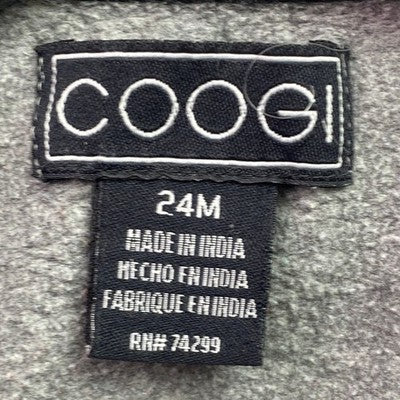 COOGI
24M
MADE IN INDIA
HECHO EN INDIA
FABRIQUE EN INDIA
RN# 74299